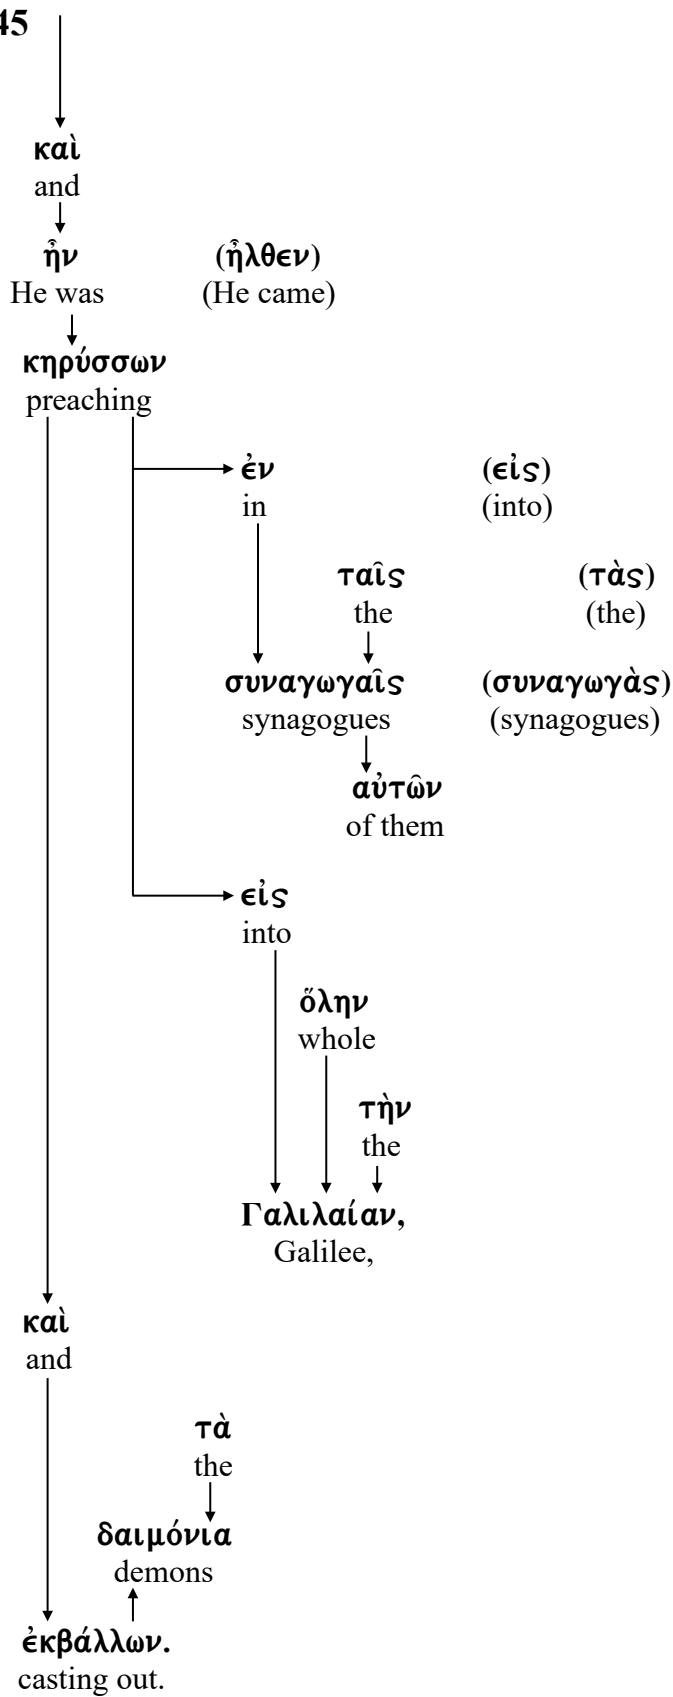 45
καὶ
and
ἦν (ἦλθεν)
He was (He came)
κηρύσσων
preaching
ἐν (εἰς)
in (into)
ταῖς (τὰς)
the (the)
συναγωγαῖς (συναγωγὰς)
synagogues (synagogues)
αὐτῶν
of them
εἰς
into
ὅλην
whole
τὴν
the
Γαλιλαίαν,
Galilee,
καὶ
and
τὰ
the
δαιμόνια
demons
ἐκβάλλων.
casting out.